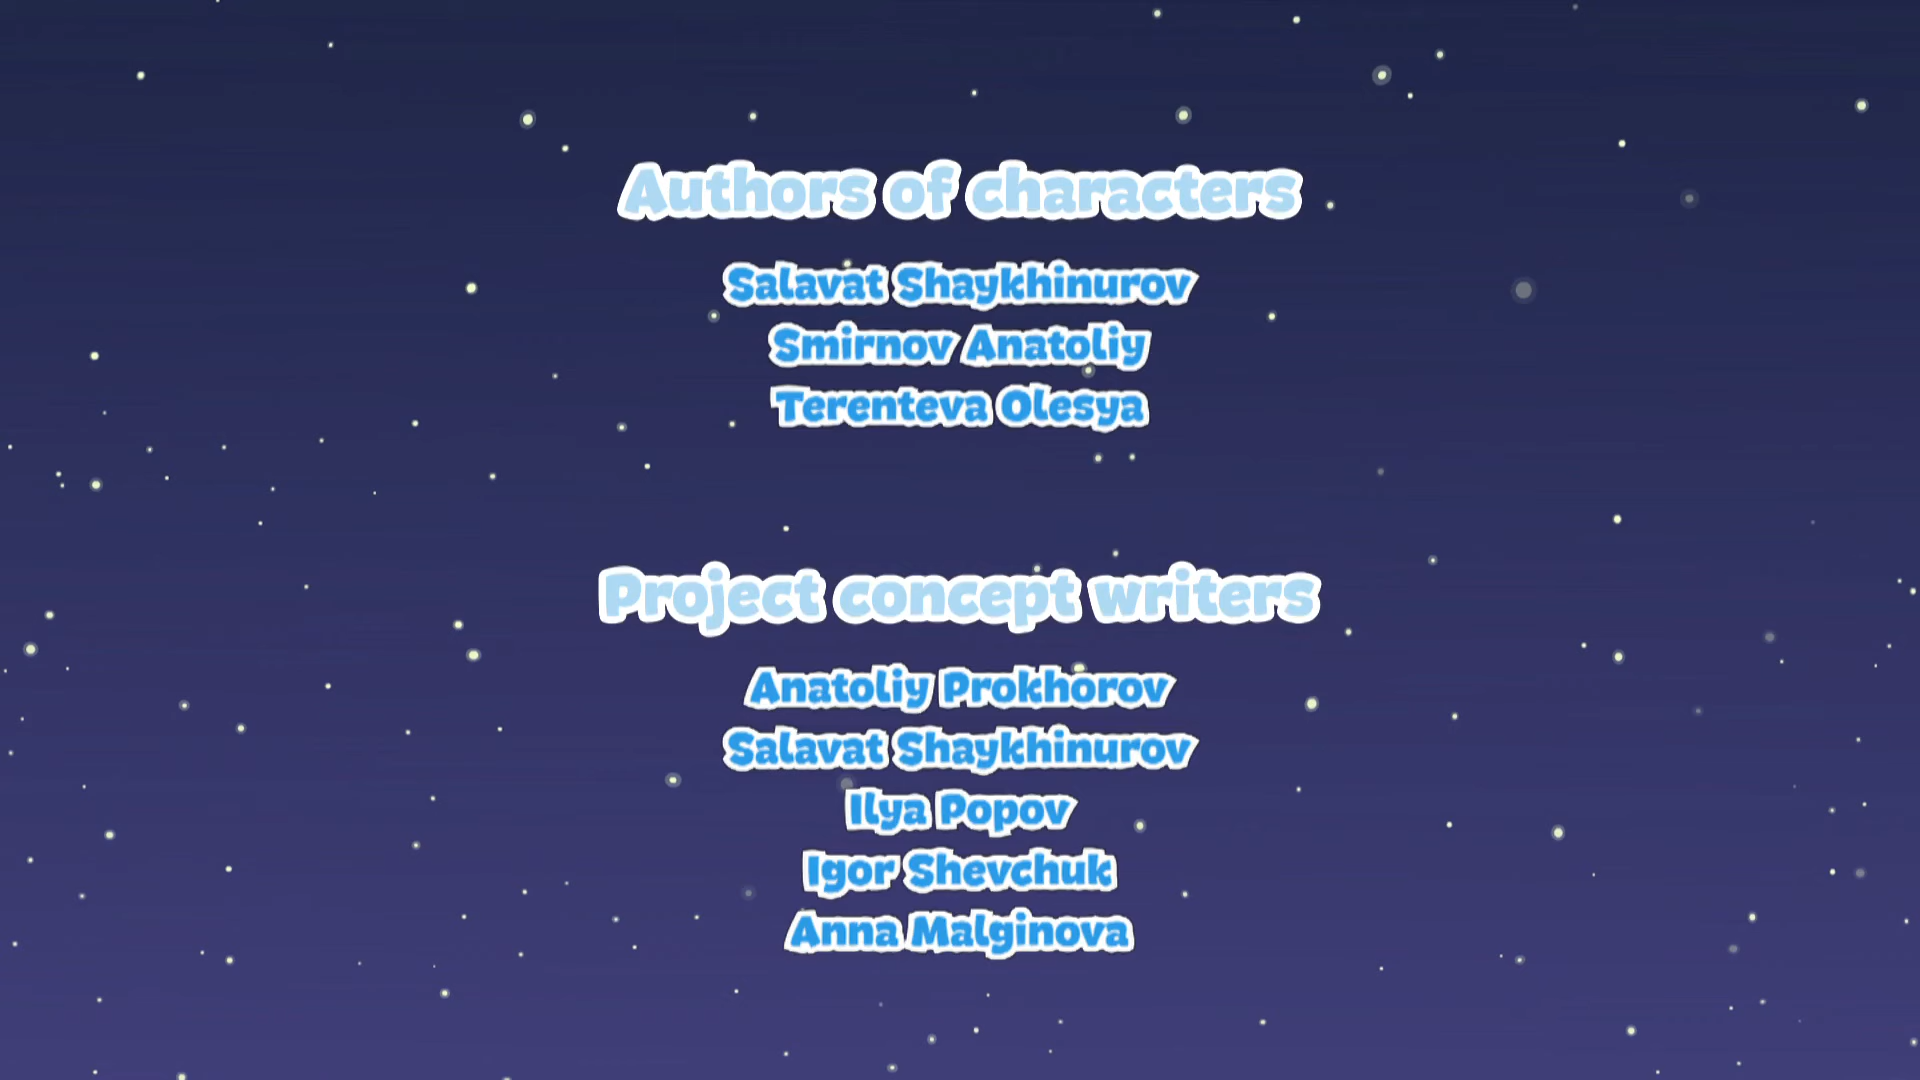 Authors of characters
Salavat Shaykhinurov
Smirnov Anatoliy
Terenteva Olesya
Project concept writers
Anatoliy Prokhorov
Salavat Shaykhinurov
Ilya Popov
Igor Shevchuk
Anna Malginova